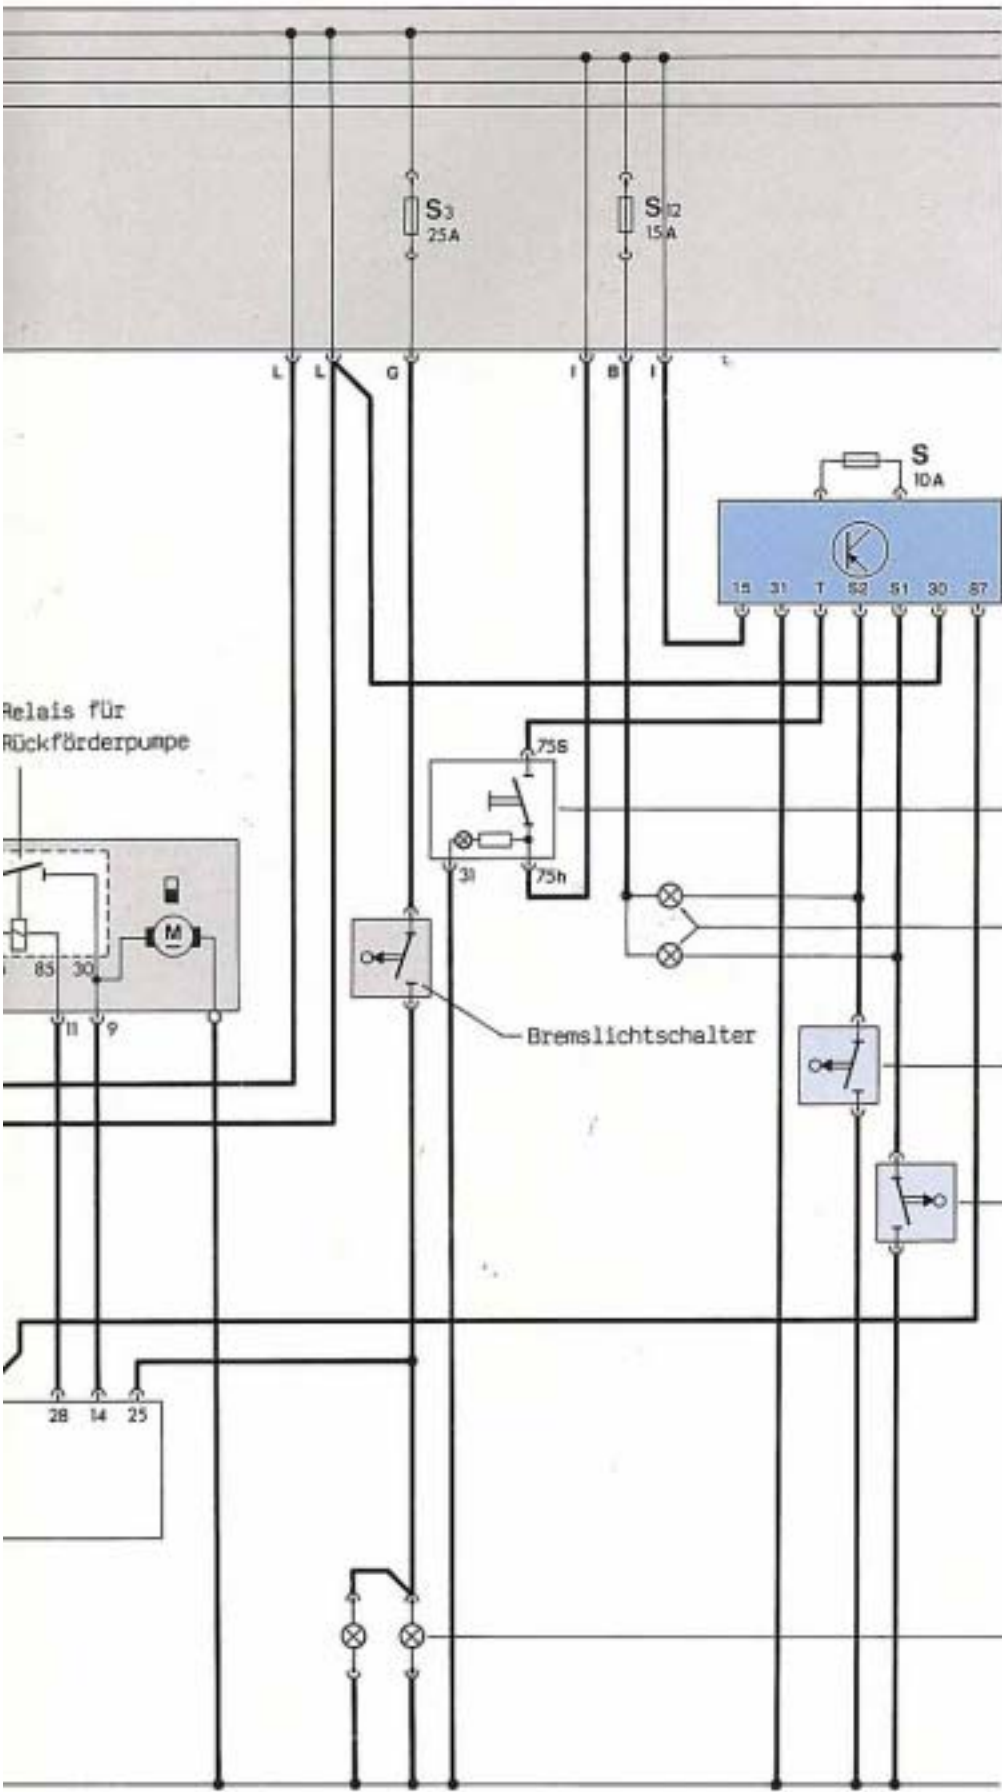 S3
25A
S12
15A
L L G I B I
S
10A
15 31 T S2 S1 30 87
Relais für
Rückförderpumpe
75S
31
75h
M
85 30
11 9
Bremslichtschalter
28 14 25